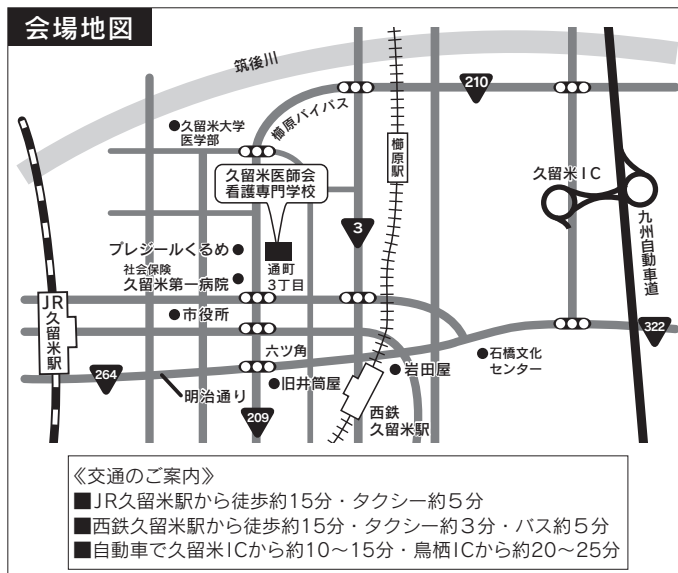 会場地図
筑後川
210
櫛原バイパス
久留米大学
医学部
櫛原駅
久留米医師会
看護専門学校
久留米IC
九州自動車道
3
プレジールくるめ
社会保険
久留米第一病院
通町
3丁目
JR久留米駅
市役所
322
六ツ角
石橋文化
センター
264
岩田屋
明治通り
旧井筒屋
209
西鉄
久留米駅
《交通のご案内》
■JR久留米駅から徒歩約15分・タクシー約5分
■西鉄久留米駅から徒歩約15分・タクシー約3分・バス約5分
■自動車で久留米ICから約10〜15分・鳥栖ICから約20〜25分